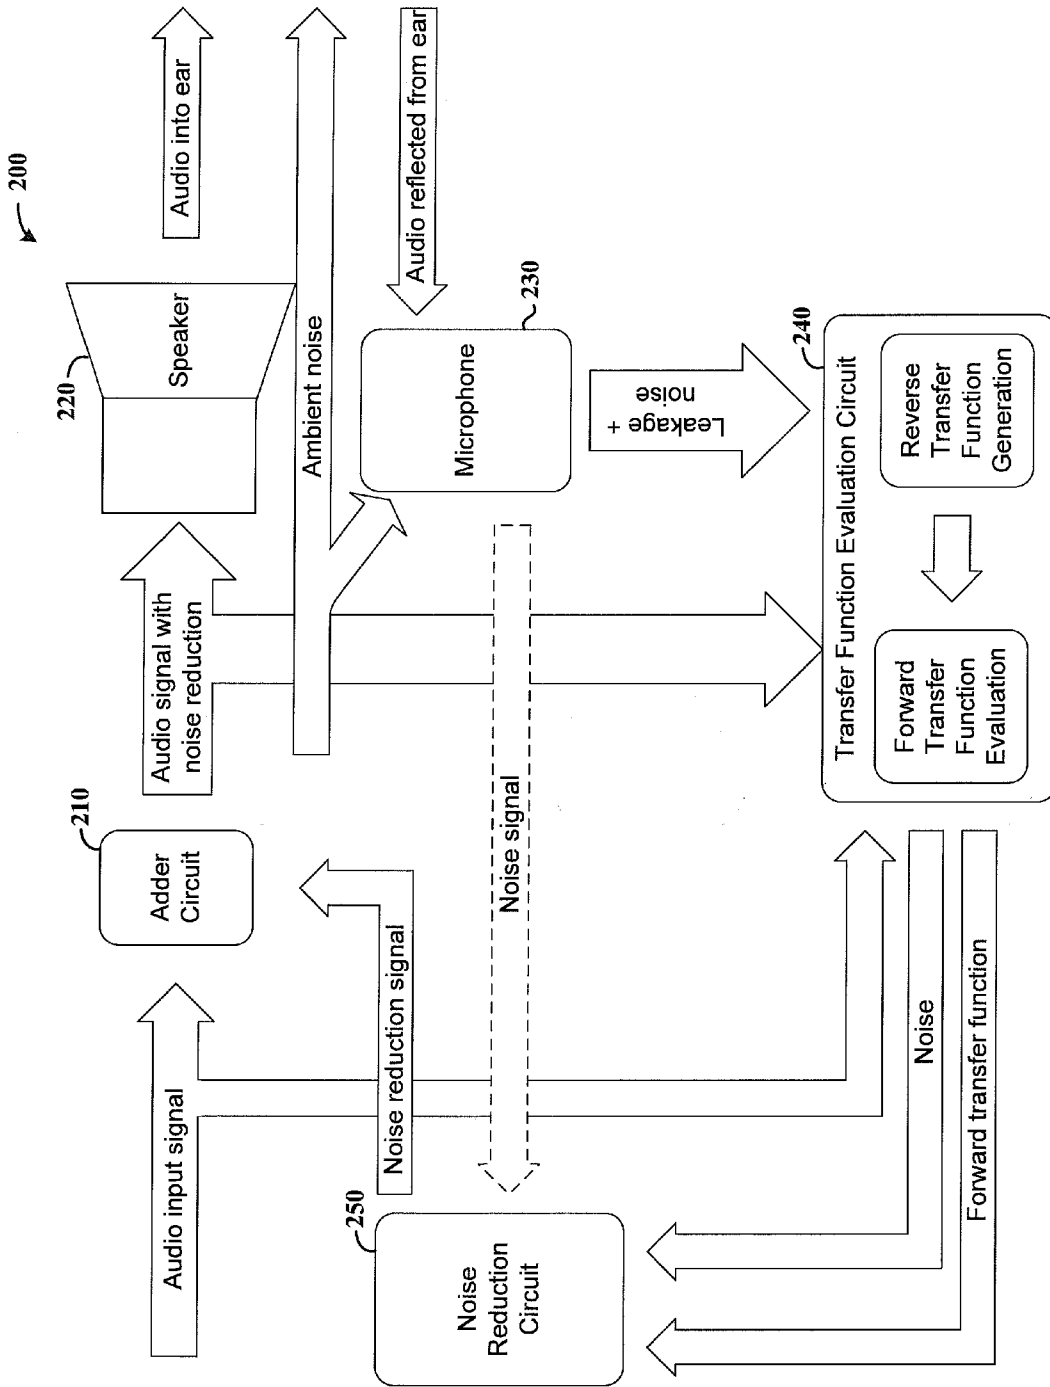 200
Audio input signal
210
Adder
Circuit
Audio signal with
noise reduction
220
Speaker
Audio into ear
Ambient noise
Audio reflected from ear
Noise reduction signal
230
Microphone
Noise signal
Leakage +
noise
250
Noise
Reduction
Circuit
240
Transfer Function Evaluation Circuit
Forward
Transfer
Function
Evaluation
Reverse
Transfer
Function
Generation
Noise
Forward transfer function